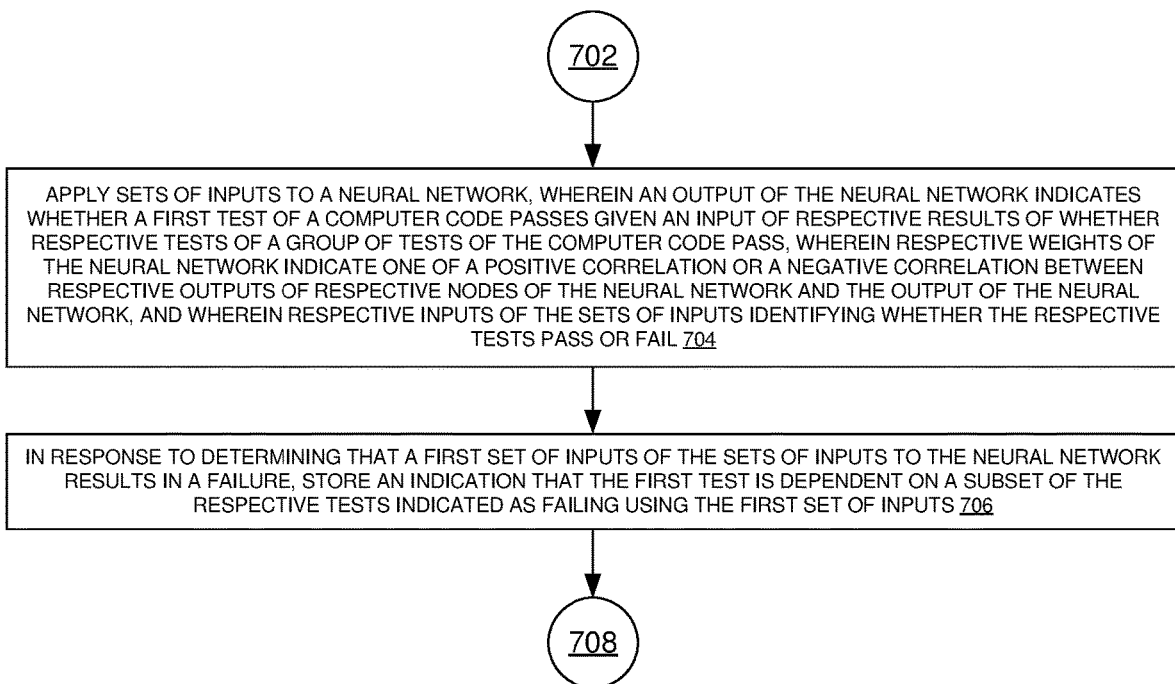 702
APPLY SETS OF INPUTS TO A NEURAL NETWORK, WHEREIN AN OUTPUT OF THE NEURAL NETWORK INDICATES
WHETHER A FIRST TEST OF A COMPUTER CODE PASSES GIVEN AN INPUT OF RESPECTIVE RESULTS OF WHETHER
RESPECTIVE TESTS OF A GROUP OF TESTS OF THE COMPUTER CODE PASS, WHEREIN RESPECTIVE WEIGHTS OF
THE NEURAL NETWORK INDICATE ONE OF A POSITIVE CORRELATION OR A NEGATIVE CORRELATION BETWEEN
RESPECTIVE OUTPUTS OF RESPECTIVE NODES OF THE NEURAL NETWORK AND THE OUTPUT OF THE NEURAL
NETWORK, AND WHEREIN RESPECTIVE INPUTS OF THE SETS OF INPUTS IDENTIFYING WHETHER THE RESPECTIVE
TESTS PASS OR FAIL 704
IN RESPONSE TO DETERMINING THAT A FIRST SET OF INPUTS OF THE SETS OF INPUTS TO THE NEURAL NETWORK
RESULTS IN A FAILURE, STORE AN INDICATION THAT THE FIRST TEST IS DEPENDENT ON A SUBSET OF THE
RESPECTIVE TESTS INDICATED AS FAILING USING THE FIRST SET OF INPUTS 706
708